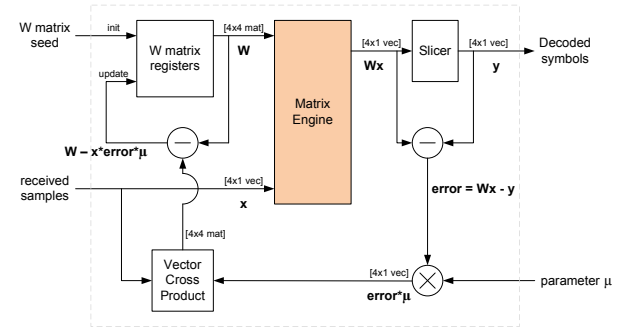 W matrix
seed
init
W matrix
registers
[4x4 mat]
W
update
Matrix
Engine
[4x1 vec]
Wx
Slicer
[4x1 vec]
y
Decoded
symbols
W – x*error*μ
received
samples
[4x1 vec]
x
error = Wx - y
[4x4 mat]
Vector
Cross
Product
[4x1 vec]
error*μ
parameter μ